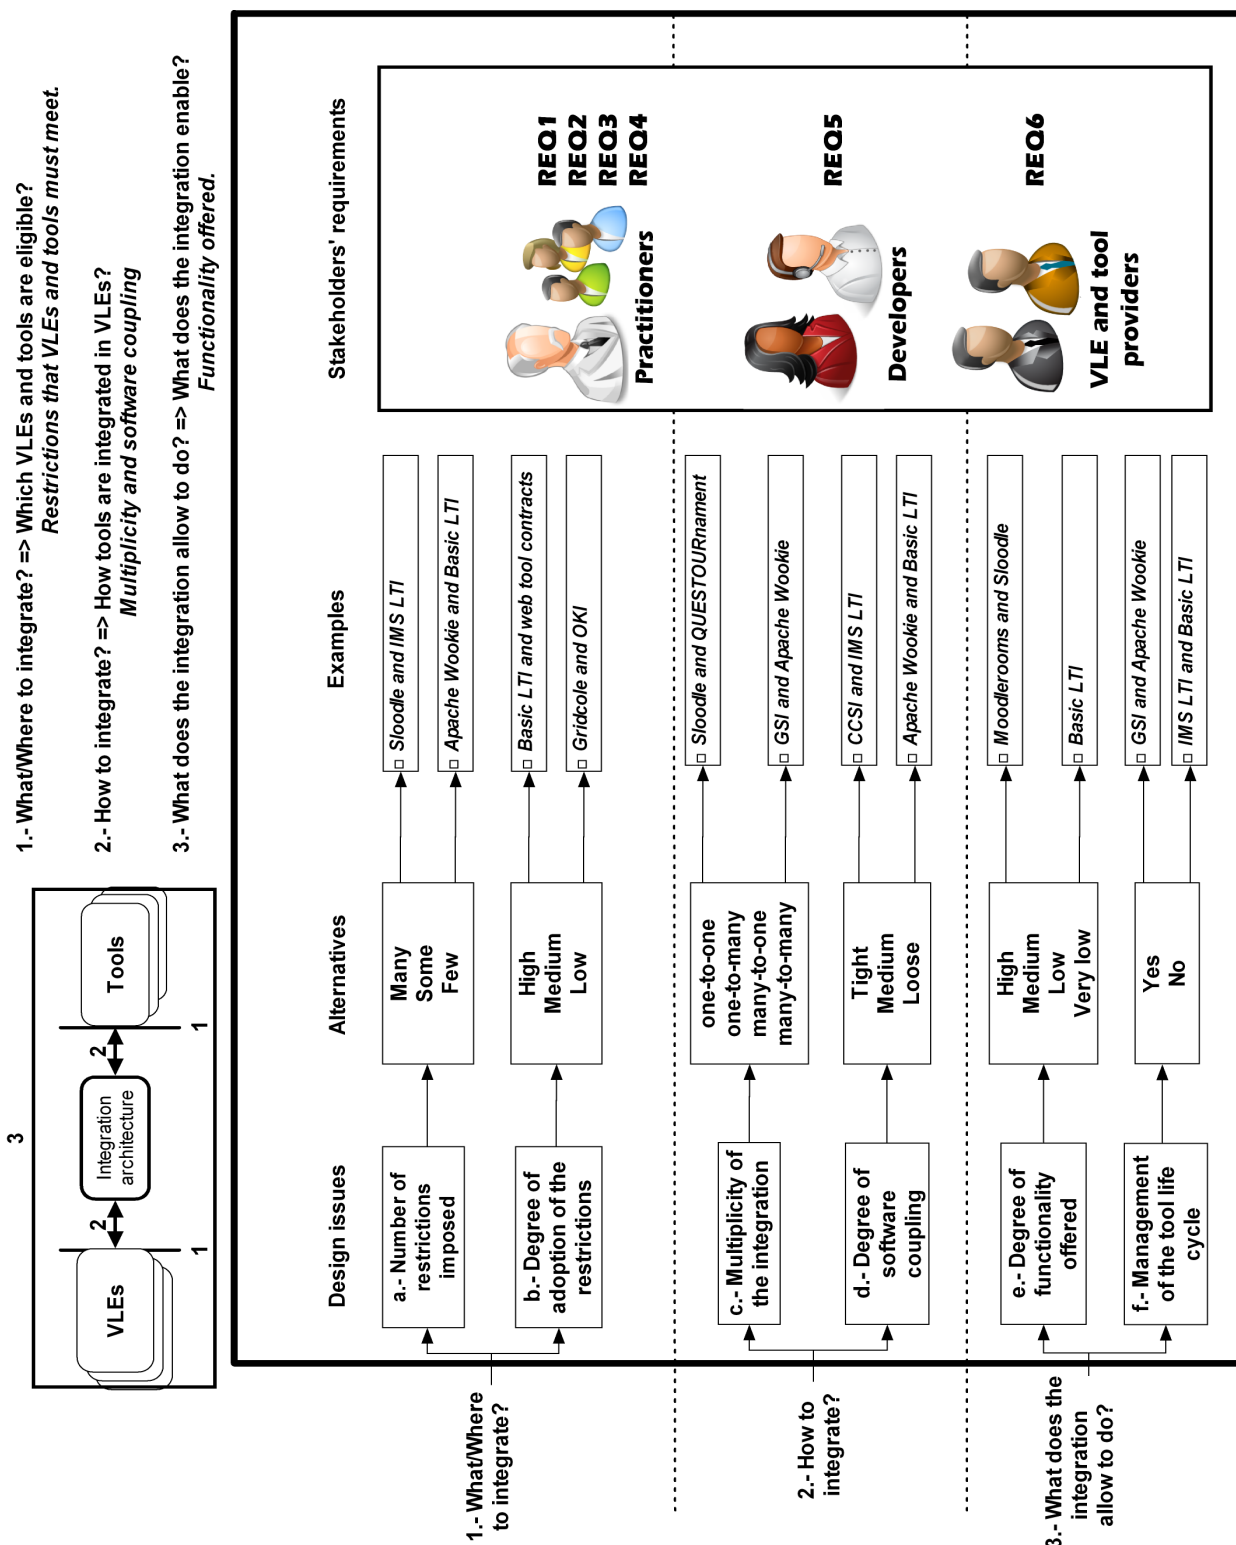 3
VLEs
2
Integration
architecture
2
Tools
1
1
1.- What/Where to integrate? => Which VLEs and tools are eligible?
Restrictions that VLEs and tools must meet.
2.- How to integrate? => How tools are integrated in VLEs?
Multiplicity and software coupling
3.- What does the integration allow to do? => What does the integration enable?
Functionality offered.
Design issues
Alternatives
Examples
Stakeholders' requirements
1.- What/Where
to integrate?
a.- Number of
restrictions
imposed
Many
Some
Few
Sloodle and IMS LTI
Apache Wookie and Basic LTI
b.- Degree of
adoption of the
restrictions
High
Medium
Low
Basic LTI and web tool contracts
Gridcole and OKI
Practitioners
REQ1
REQ2
REQ3
REQ4
2.- How to
integrate?
c.- Multiplicity of
the integration
one-to-one
one-to-many
many-to-one
many-to-many
Sloodle and QUESTOURnament
GSI and Apache Wookie
d.- Degree of
software
coupling
Tight
Medium
Loose
CCSI and IMS LTI
Apache Wookie and Basic LTI
Developers
REQ5
3.- What does the
integration
allow to do?
e.- Degree of
functionality
offered
High
Medium
Low
Very low
Moodlerooms and Sloodle
Basic LTI
f.- Management
of the tool life
cycle
Yes
No
GSI and Apache Wookie
IMS LTI and Basic LTI
VLE and tool
providers
REQ6